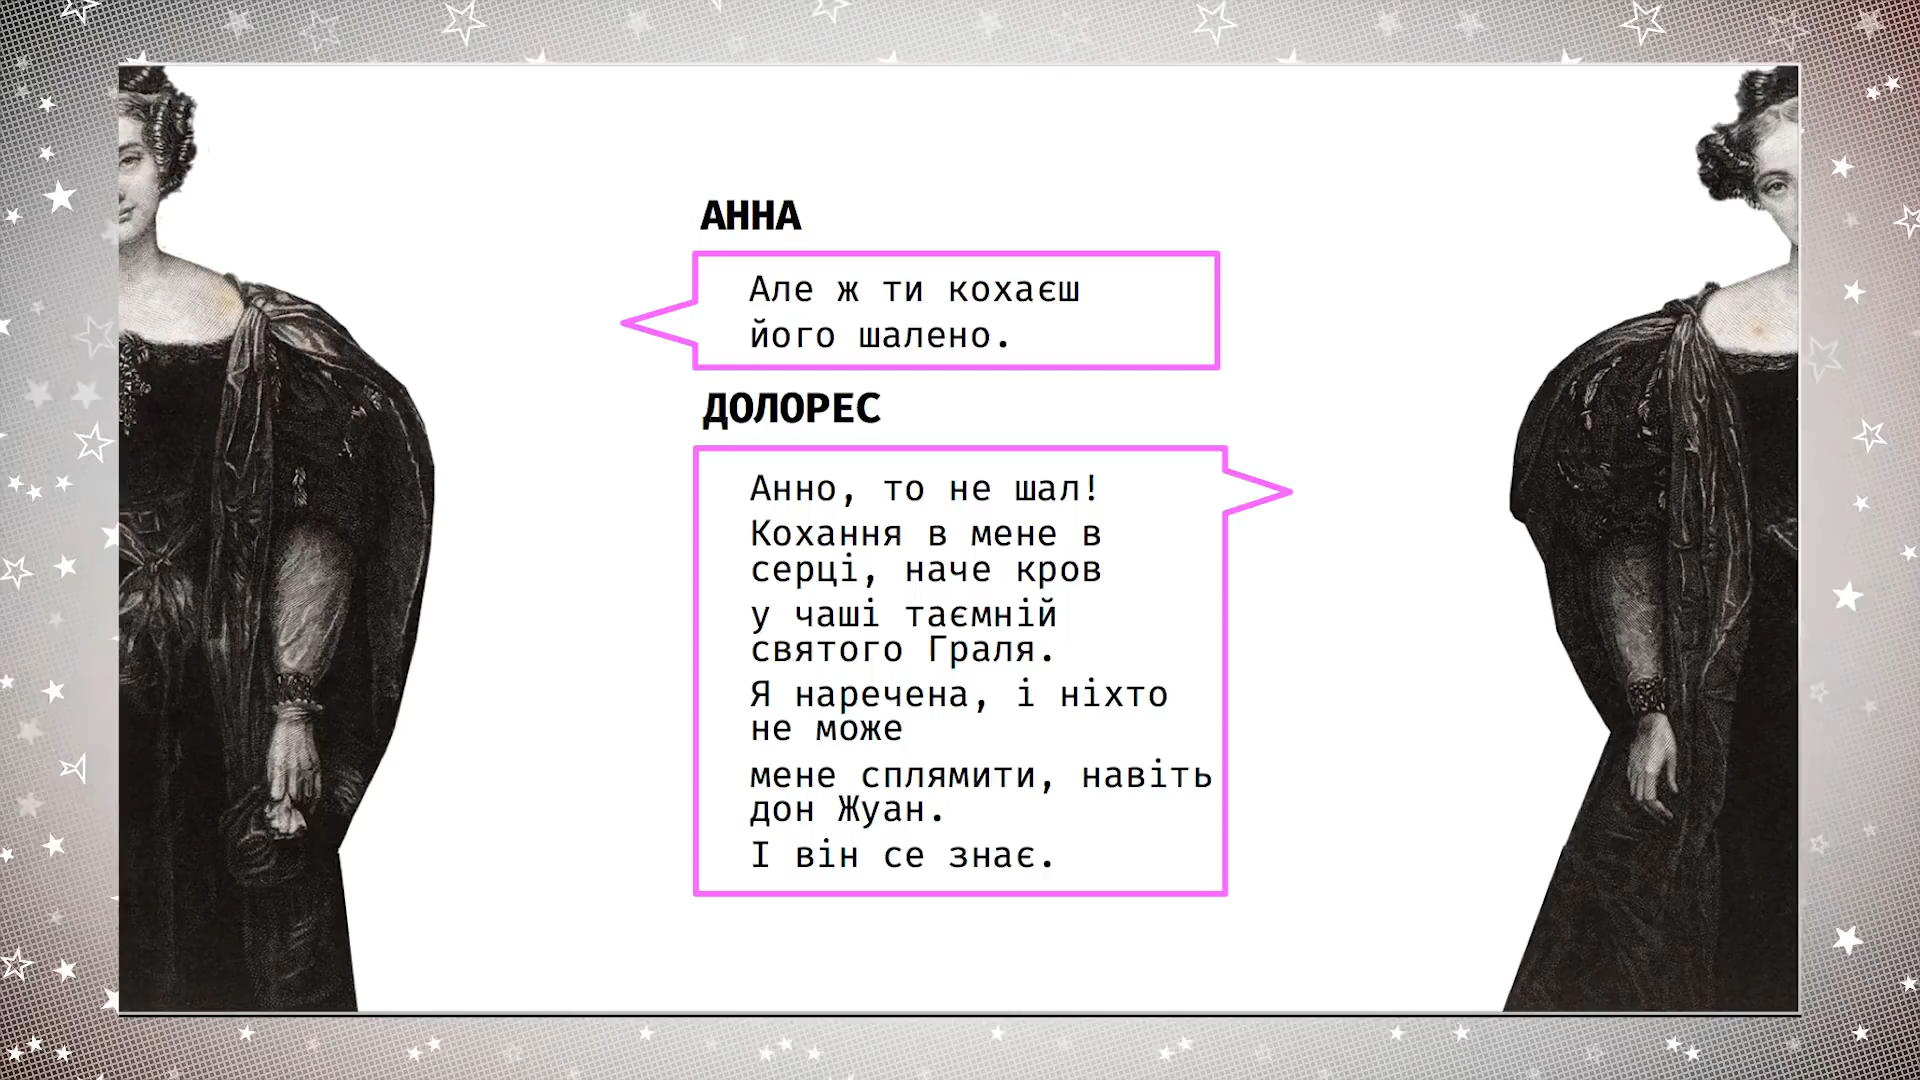 АННА
Але ж ти кохаєш
його шалено.
ДОЛОРЕС
Анно, то не шал!
Кохання в мене в
серці, наче кров
у чаші таємній
святого Граля.
Я наречена, і ніхто
не може
мене сплямити, навіть
дон Жуан.
І він се знає.